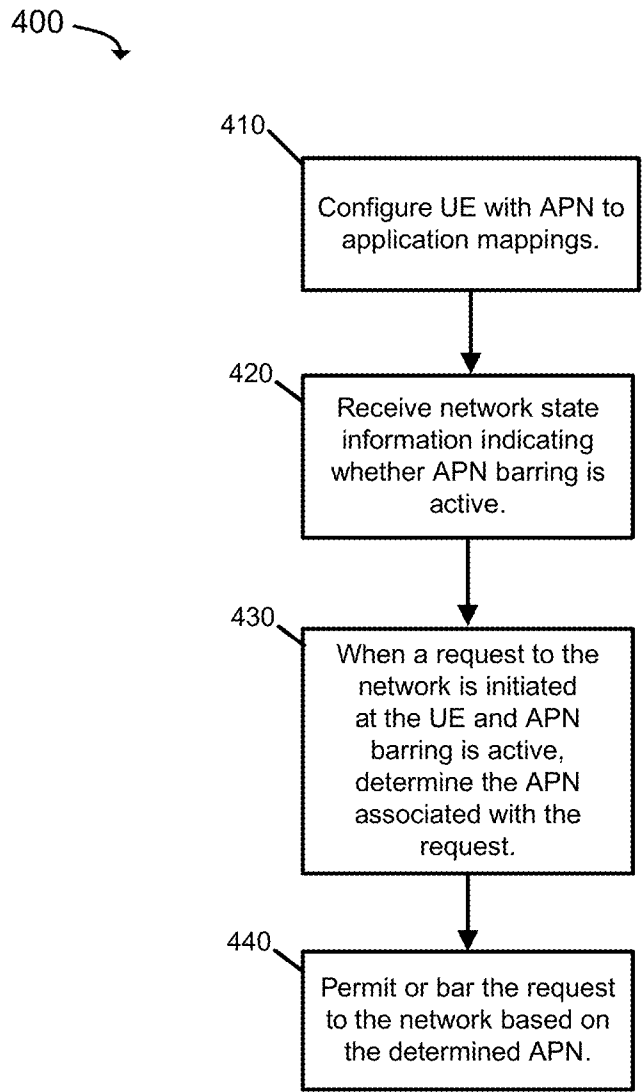 400
410
Configure UE with APN to
application mappings.
420
Receive network state
information indicating
whether APN barring is
active.
430
When a request to the
network is initiated
at the UE and APN
barring is active,
determine the APN
associated with the
request.
440
Permit or bar the request
to the network based on
the determined APN.